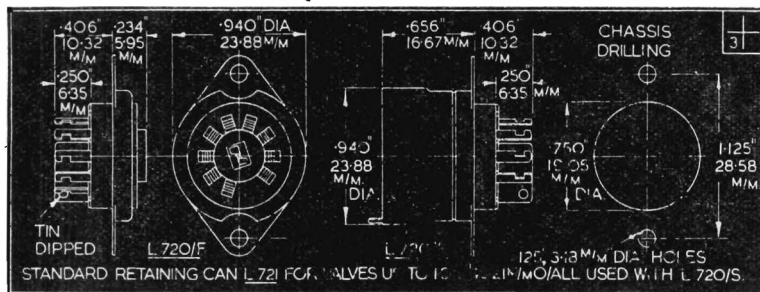 .406"
10.32
M/M
.234"
5.95
M/M
.250"
6.35
M/M
.940" DIA
23.88 M/M
.656"
16.67 M/M
.406"
10.32
M/M
.250"
6.35
M/M
CHASSIS
DRILLING
3
.940"
23.88
M/M.
DIA
.750"
19.05
M/M
DIA.
1.125"
28.58
M/M.
TIN
DIPPED
L.720/F
.125", 3.18 M/M DIA HOLES
STANDARD RETAINING CAN L.721 FOR VALVES UP TO USED WITH L.720/S.